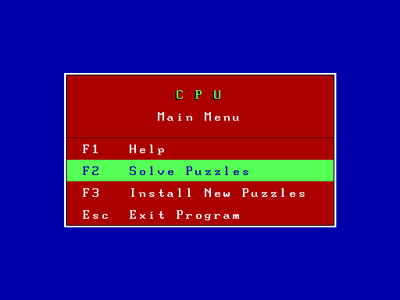 C P U
Main Menu
F1 Help
F2 Solve Puzzles
F3 Install New Puzzles
Esc Exit Program